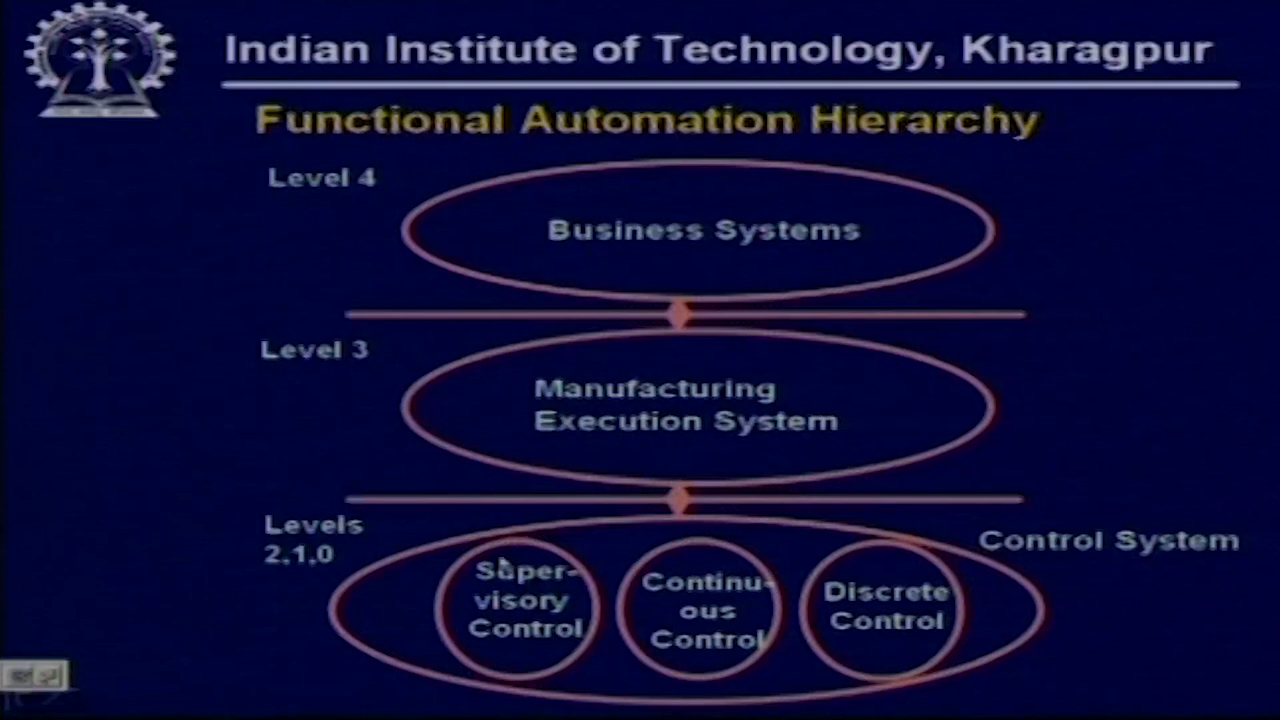 Indian Institute of Technology, Kharagpur
Functional Automation Hierarchy
Level 4
Business Systems
Level 3
Manufacturing
Execution System
Levels
2,1,0
Control System
Super-
visory
Control
Continu-
ous
Control
Discrete
Control